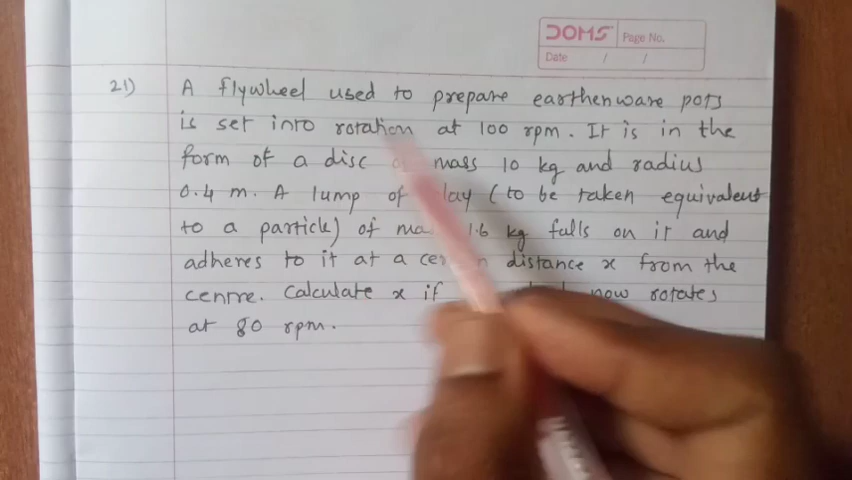 DOMS Page No.
Date / /
21) A flywheel used to prepare earthenware pots
is set into rotation at 100 rpm. It is in the
form of a disc mass 10 kg and radius
0.4 m. A lump of lay (to be taken equivalent
to a particle) of ma 1.6 kg falls on it and
adheres to it at a distance x from the
centre. Calculate x if now rotates
at 80 rpm.